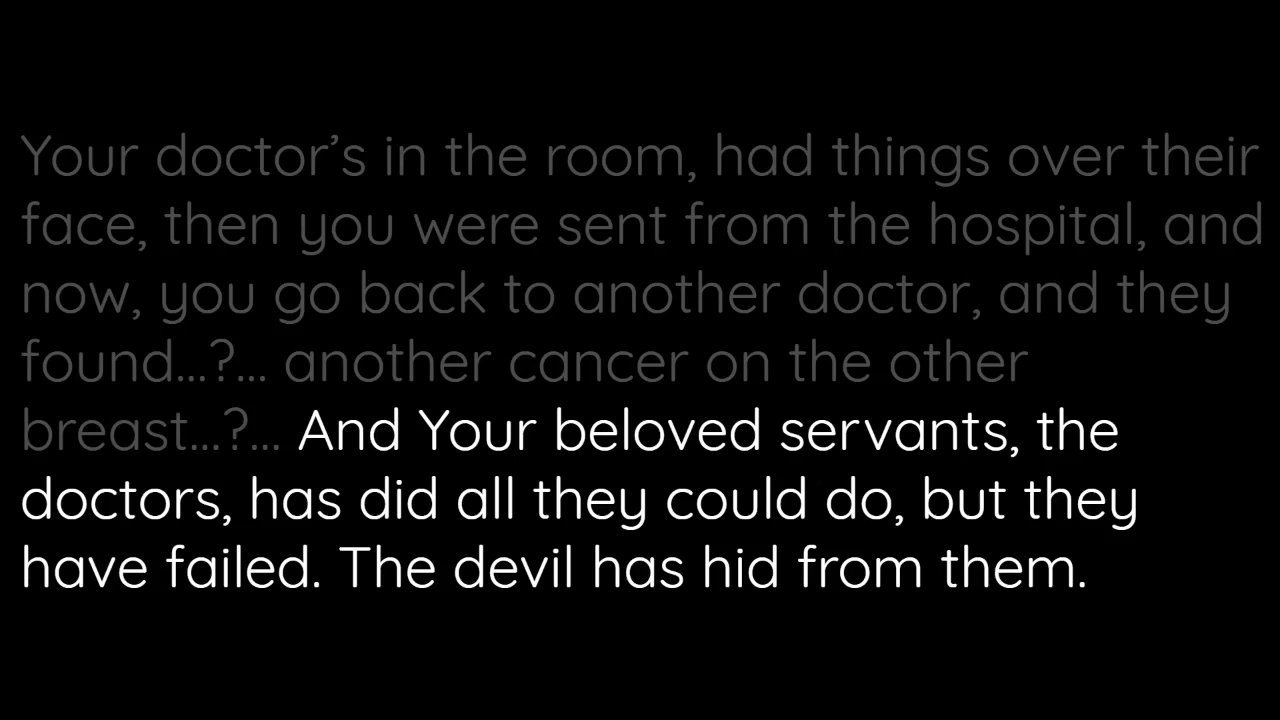 Your doctor’s in the room, had things over their
face, then you were sent from the hospital, and
now, you go back to another doctor, and they
found...?... another cancer on the other
breast...?... And Your beloved servants, the
doctors, has did all they could do, but they
have failed. The devil has hid from them.